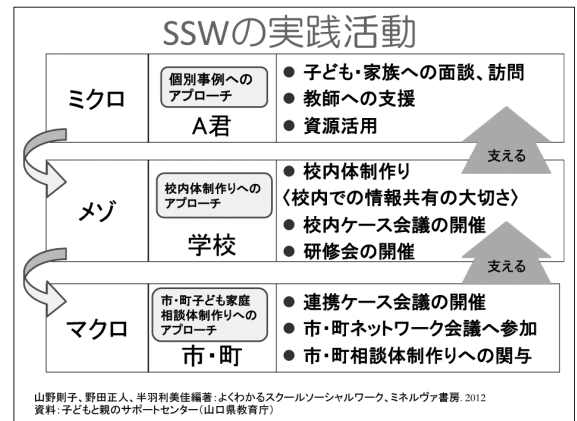 SSWの実践活動
ミクロ
個別事例への
アプローチ
A君
● 子ども・家族への面談、訪問
● 教師への支援
● 資源活用
支える
メゾ
校内体制作りへの
アプローチ
学校
● 校内体制作り
〈校内での情報共有の大切さ〉
● 校内ケース会議の開催
● 研修会の開催
支える
マクロ
市・町子ども家庭
相談体制作りへの
アプローチ
市・町
● 連携ケース会議の開催
● 市・町ネットワーク会議へ参加
● 市・町相談体制作りへの関与
山野則子、野田正人、半羽利美佳編著：よくわかるスクールソーシャルワーク、ミネルヴァ書房. 2012
資料：子どもと親のサポートセンター（山口県教育庁）